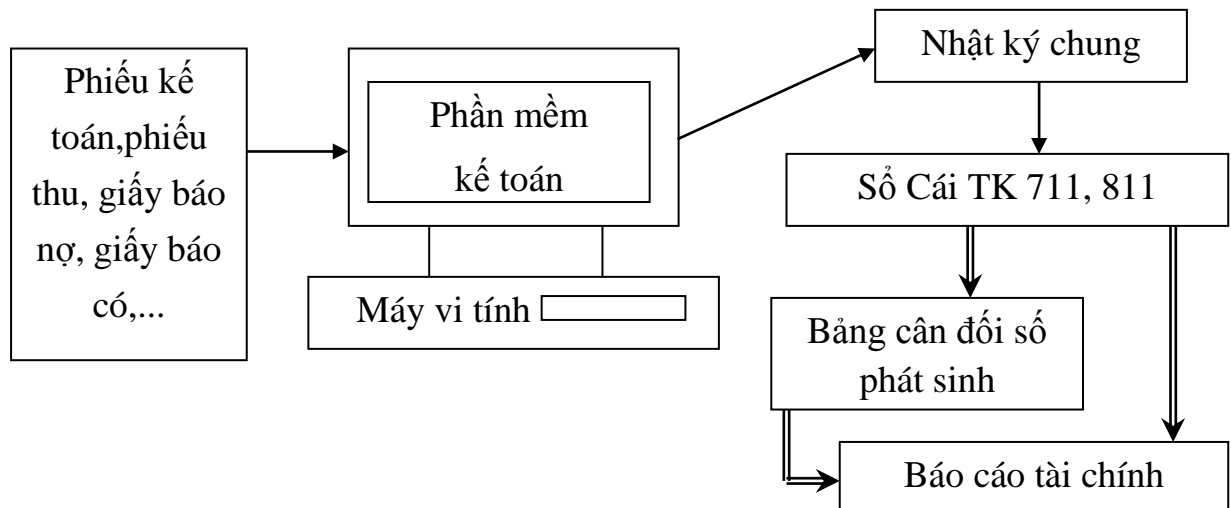 Phiếu kế
toán,phiếu
thu, giấy báo
nợ, giấy báo
có,...
Phần mềm
kế toán
Máy vi tính
Nhật ký chung
Sổ Cái TK 711, 811
Bảng cân đối số
phát sinh
Báo cáo tài chính